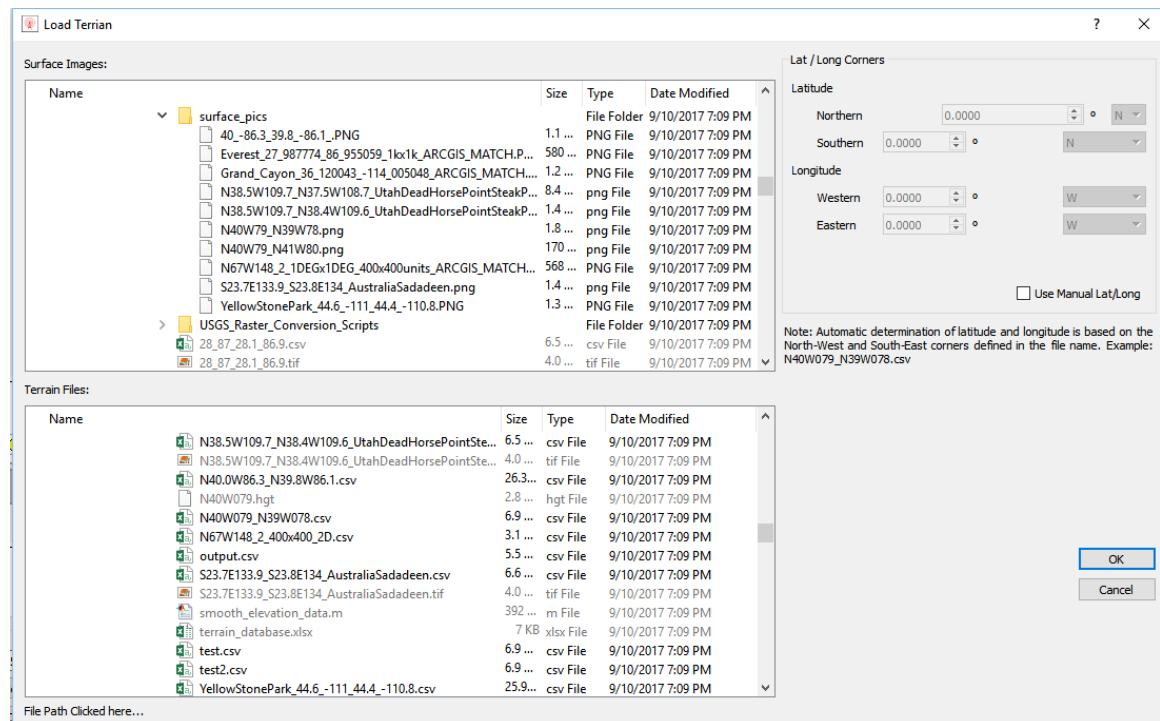 Load Terrian
?
Surface Images:
Name Size Type Date Modified
surface_pics File Folder 9/10/2017 7:09 PM
40_-86.3_39.8_-86.1_.PNG 1.1 ... PNG File 9/10/2017 7:09 PM
Everest_27_987774_86_955059_1kx1k_ARCGIS_MATCH.P... 580 ... PNG File 9/10/2017 7:09 PM
Grand_Cayon_36_120043_-114_005048_ARCGIS_MATCH.... 1.2 ... PNG File 9/10/2017 7:09 PM
N38.5W109.7_N37.5W108.7_UtahDeadHorsePointSteakP... 8.4 ... png File 9/10/2017 7:09 PM
N38.5W109.7_N38.4W109.6_UtahDeadHorsePointSteakP... 1.4 ... png File 9/10/2017 7:09 PM
N40W79_N39W78.png 1.8 ... png File 9/10/2017 7:09 PM
N40W79_N41W80.png 170 ... png File 9/10/2017 7:09 PM
N67W148_2_1DEGx1DEG_400x400units_ARCGIS_MATCH... 568 ... PNG File 9/10/2017 7:09 PM
S23.7E133.9_S23.8E134_AustraliaSadadeen.png 1.4 ... png File 9/10/2017 7:09 PM
YellowStonePark_44.6_-111_44.4_-110.8.PNG 1.3 ... PNG File 9/10/2017 7:09 PM
USGS_Raster_Conversion_Scripts File Folder 9/10/2017 7:09 PM
28_87_28.1_86.9.csv 6.5 ... csv File 9/10/2017 7:09 PM
28_87_28.1_86.9.tif 4.0 ... tif File 9/10/2017 7:09 PM
Terrain Files:
Name Size Type Date Modified
N38.5W109.7_N38.4W109.6_UtahDeadHorsePointSte... 6.5 ... csv File 9/10/2017 7:09 PM
N38.5W109.7_N38.4W109.6_UtahDeadHorsePointSte... 4.0 ... tif File 9/10/2017 7:09 PM
N40.0W86.3_N39.8W86.1.csv 26.3... csv File 9/10/2017 7:09 PM
N40W079.hgt 2.8 ... hgt File 9/10/2017 7:09 PM
N40W079_N39W078.csv 6.9 ... csv File 9/10/2017 7:09 PM
N67W148_2_400x400_2D.csv 3.1 ... csv File 9/10/2017 7:09 PM
output.csv 5.5 ... csv File 9/10/2017 7:09 PM
S23.7E133.9_S23.8E134_AustraliaSadadeen.csv 6.6 ... csv File 9/10/2017 7:09 PM
S23.7E133.9_S23.8E134_AustraliaSadadeen.tif 4.0 ... tif File 9/10/2017 7:09 PM
smooth_elevation_data.m 392 ... m File 9/10/2017 7:09 PM
terrain_database.xlsx 7 KB xlsx File 9/10/2017 7:09 PM
test.csv 6.9 ... csv File 9/10/2017 7:09 PM
test2.csv 6.9 ... csv File 9/10/2017 7:09 PM
YellowStonePark_44.6_-111_44.4_-110.8.csv 25.9... csv File 9/10/2017 7:09 PM
File Path Clicked here...
Lat / Long Corners
Latitude
Northern 0.0000 ° N
Southern 0.0000 ° N
Longitude
Western 0.0000 ° W
Eastern 0.0000 ° W
Use Manual Lat/Long
Note: Automatic determination of latitude and longitude is based on the
North-West and South-East corners defined in the file name. Example:
N40W079_N39W078.csv
OK
Cancel